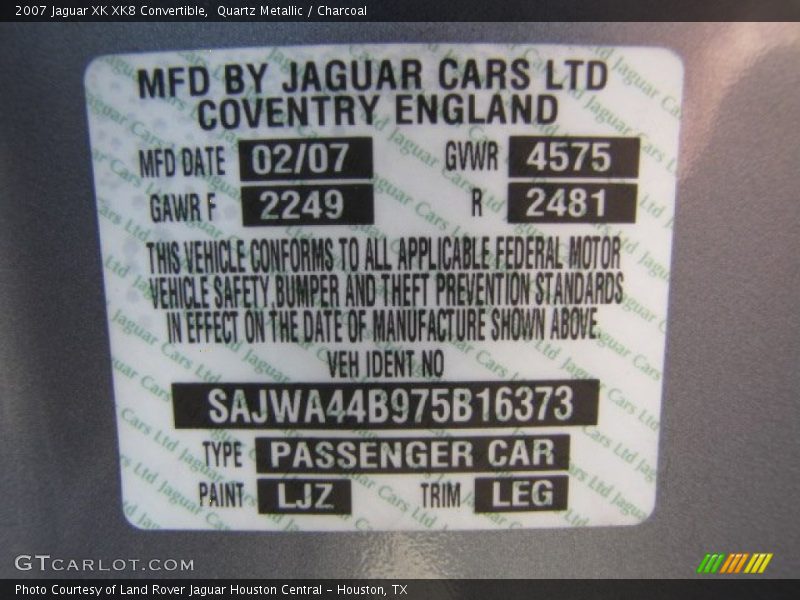 2007 Jaguar XK XK8 Convertible, Quartz Metallic / Charcoal
MFD BY JAGUAR CARS LTD
COVENTRY ENGLAND
MFD DATE 02/07 GVWR 4575
GAWR F 2249 R 2481
THIS VEHICLE CONFORMS TO ALL APPLICABLE FEDERAL MOTOR
VEHICLE SAFETY,BUMPER AND THEFT PREVENTION STANDARDS
IN EFFECT ON THE DATE OF MANUFACTURE SHOWN ABOVE.
VEH IDENT NO
SAJWA44B975B16373
TYPE PASSENGER CAR
PAINT LJZ TRIM LEG
GTCARLOT.COM
Photo Courtesy of Land Rover Jaguar Houston Central - Houston, TX